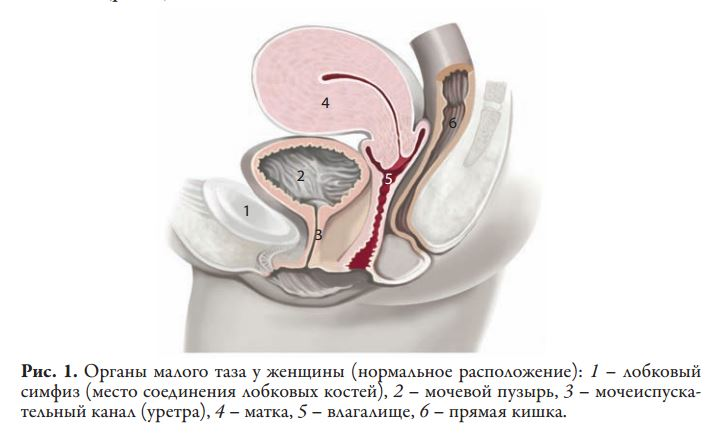 4
6
2
5
1
3
Рис. 1. Органы малого таза у женщины (нормальное расположение): 1 – лобковый
симфиз (место соединения лобковых костей), 2 – мочевой пузырь, 3 – мочеиспуска-
тельный канал (уретра), 4 – матка, 5 – влагалище, 6 – прямая кишка.